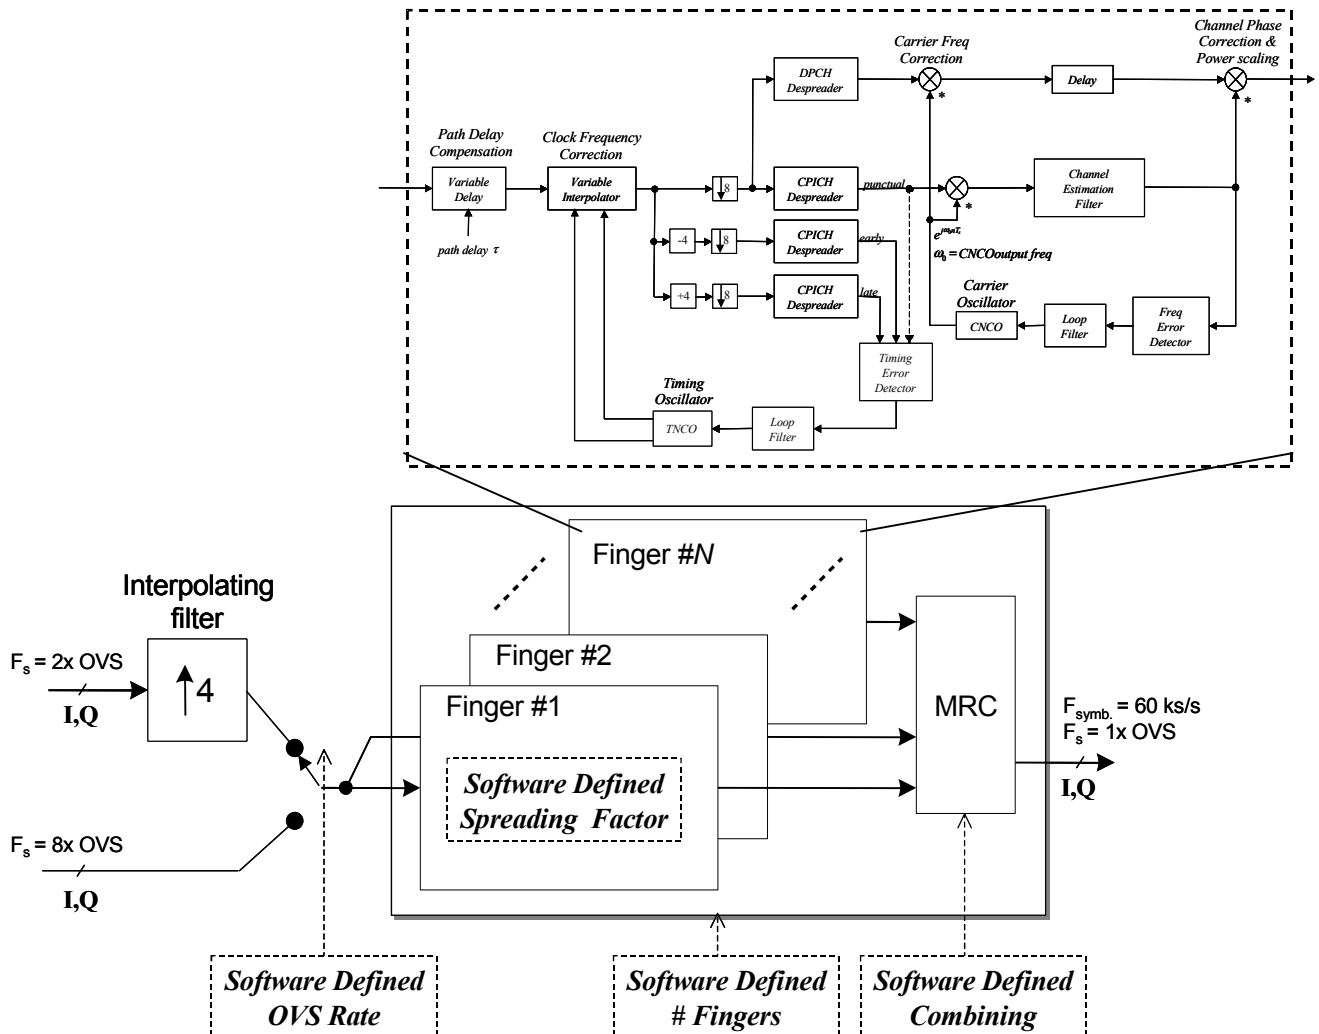 Channel Phase
Correction &
Power scaling
Carrier Freq
Correction
DPCH
Despreader
*
Delay
*
Path Delay
Compensation
Clock Frequency
Correction
Variable
Delay
Variable
Interpolator
8
CPICH
Despreader
punctual
*
Channel
Estimation
Filter
path delay τ
-4
8
CPICH
Despreader
early
ω₀ = CNCO output freq
+4
8
CPICH
Despreader
late
Carrier
Oscillator
CNCO
Loop
Filter
Freq
Error
Detector
Timing
Error
Detector
Timing
Oscillator
TNCO
Loop
Filter
Finger #N
Interpolating
filter
Fs = 2x OVS
I,Q
4
Finger #2
Finger #1
MRC
Fsymb. = 60 ks/s
Fs = 1x OVS
I,Q
Software Defined
Spreading Factor
Fs = 8x OVS
I,Q
Software Defined
OVS Rate
Software Defined
# Fingers
Software Defined
Combining